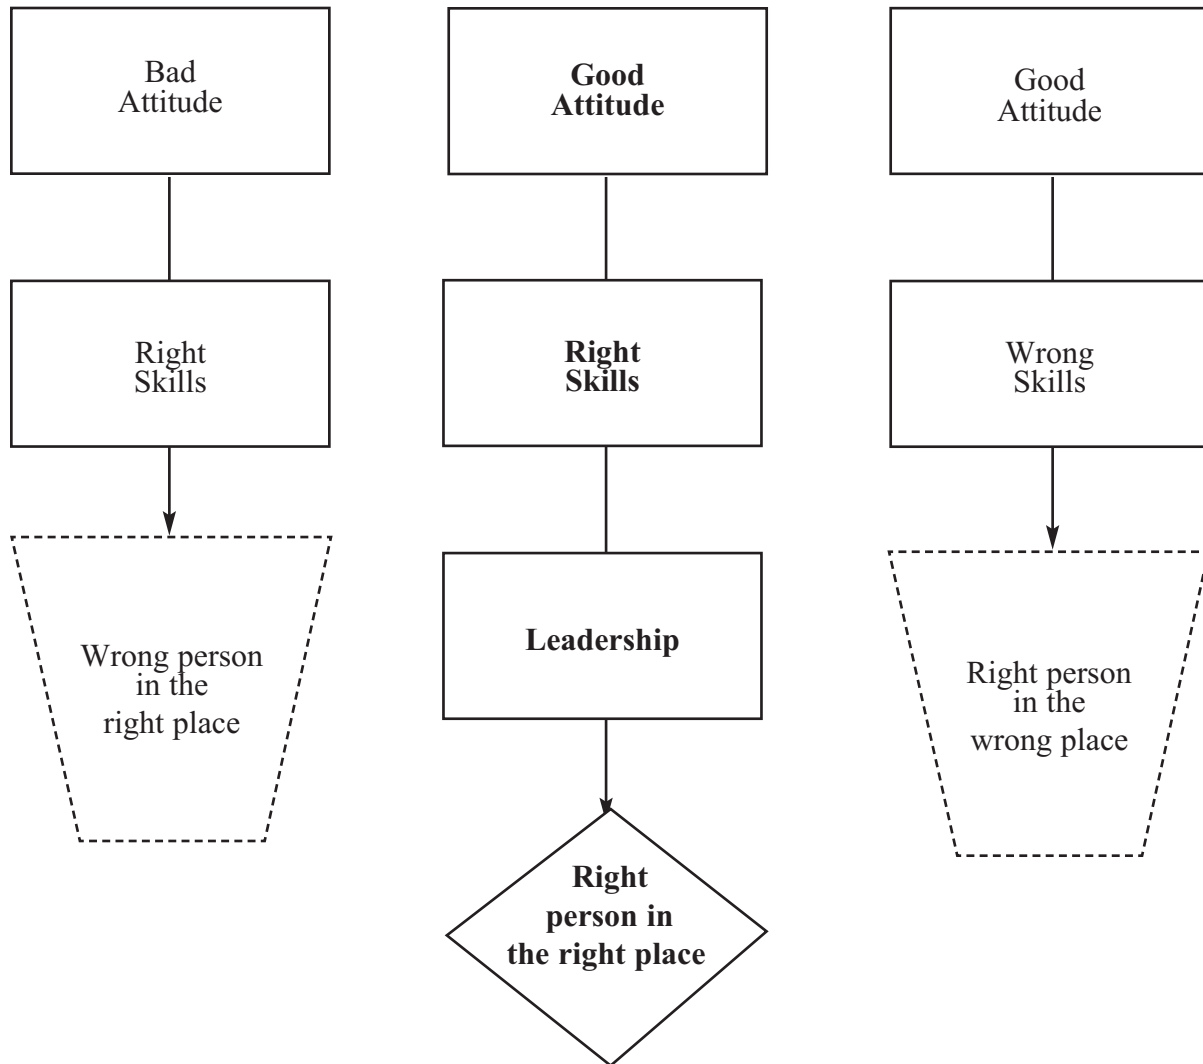 Bad
Attitude
Right
Skills
Wrong person
in the
right place
Good
Attitude
Right
Skills
Leadership
Right
person in
the right place
Good
Attitude
Wrong
Skills
Right person
in the
wrong place